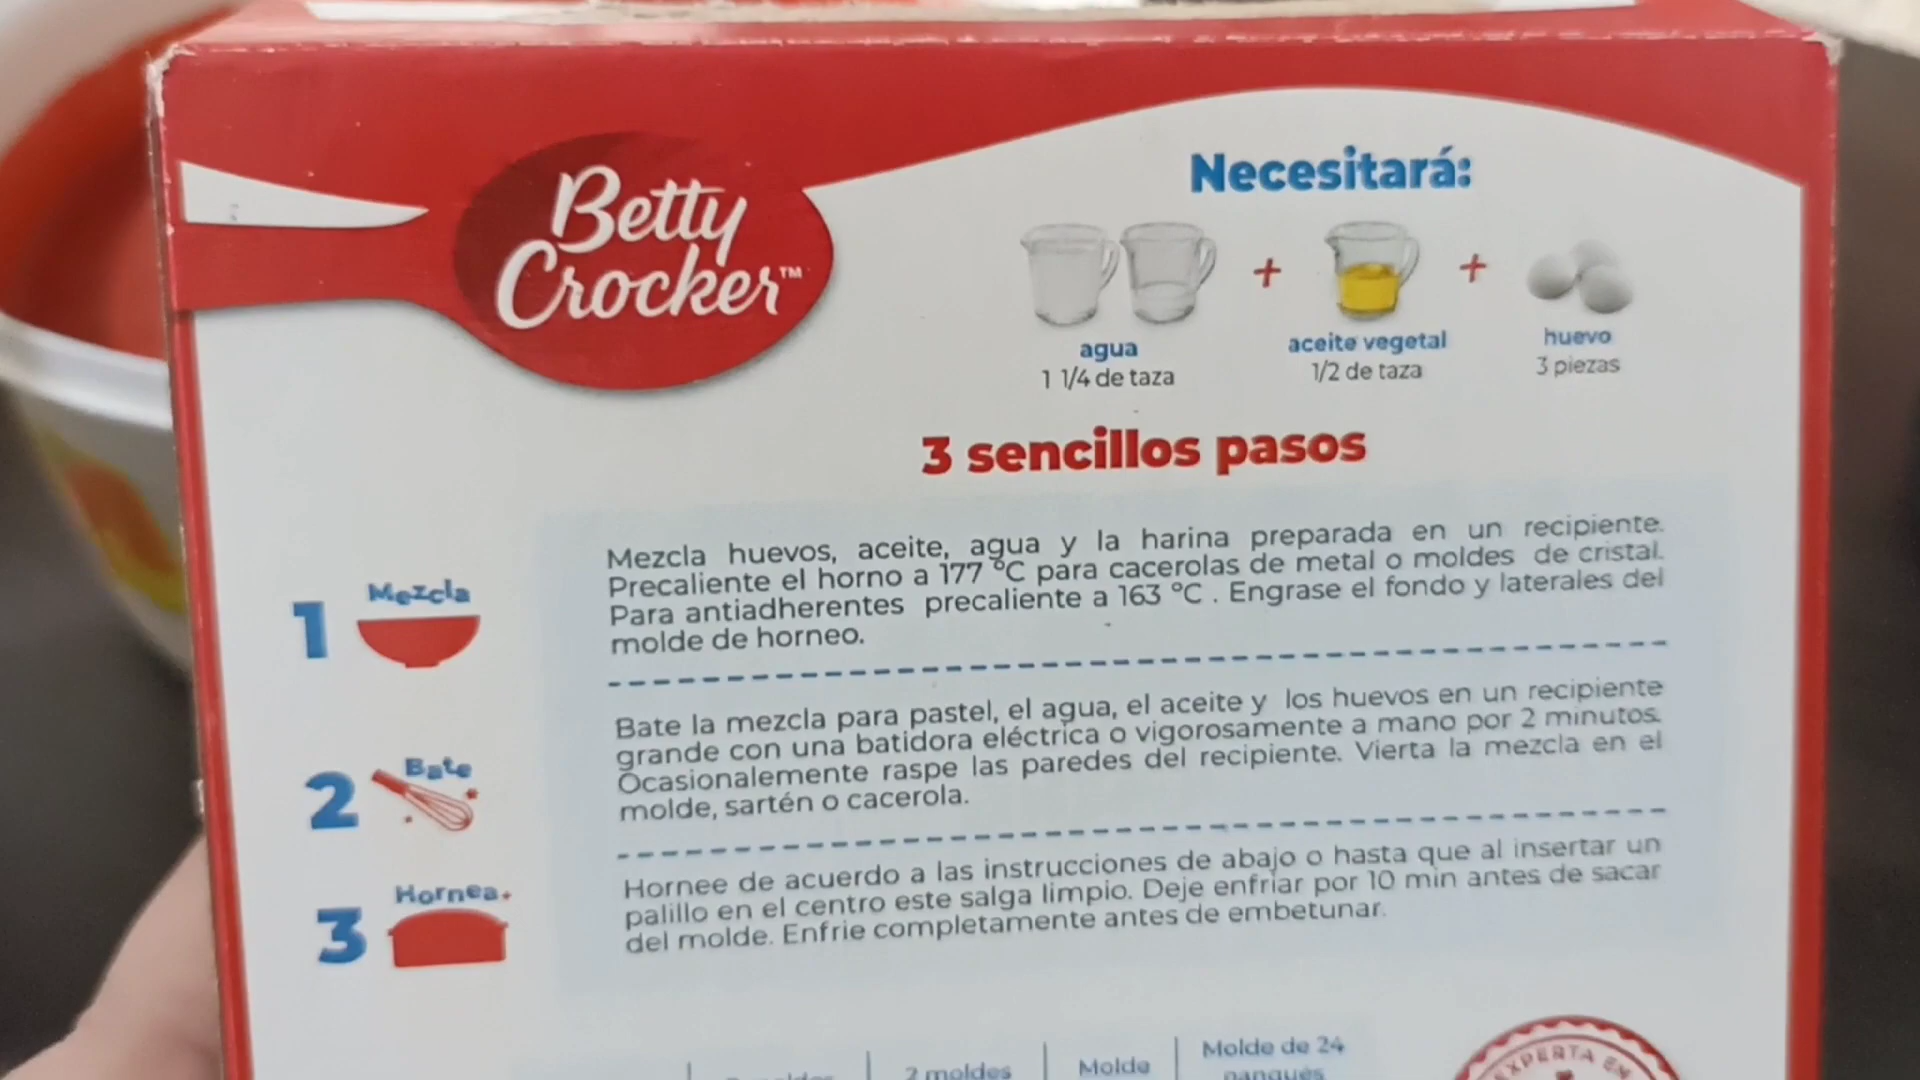 Betty
Crocker™
Necesitará:
agua
1 1/4 de taza
+
aceite vegetal
1/2 de taza
+
huevo
3 piezas
3 sencillos pasos
1 Mezcla
Mezcla huevos, aceite, agua y la harina preparada en un recipiente.
Precaliente el horno a 177 °C para cacerolas de metal o moldes de cristal.
Para antiadherentes precaliente a 163 °C . Engrase el fondo y laterales del
molde de horneo.
2 Bate
Bate la mezcla para pastel, el agua, el aceite y los huevos en un recipiente
grande con una batidora eléctrica o vigorosamente a mano por 2 minutos.
Ocasionalemente raspe las paredes del recipiente. Vierta la mezcla en el
molde, sartén o cacerola.
3 Hornea
Hornee de acuerdo a las instrucciones de abajo o hasta que al insertar un
palillo en el centro este salga limpio. Deje enfriar por 10 min antes de sacar
del molde. Enfrie completamente antes de embetunar.
2 moldes
Molde
Molde de 24
panqués
EXPERTA EN